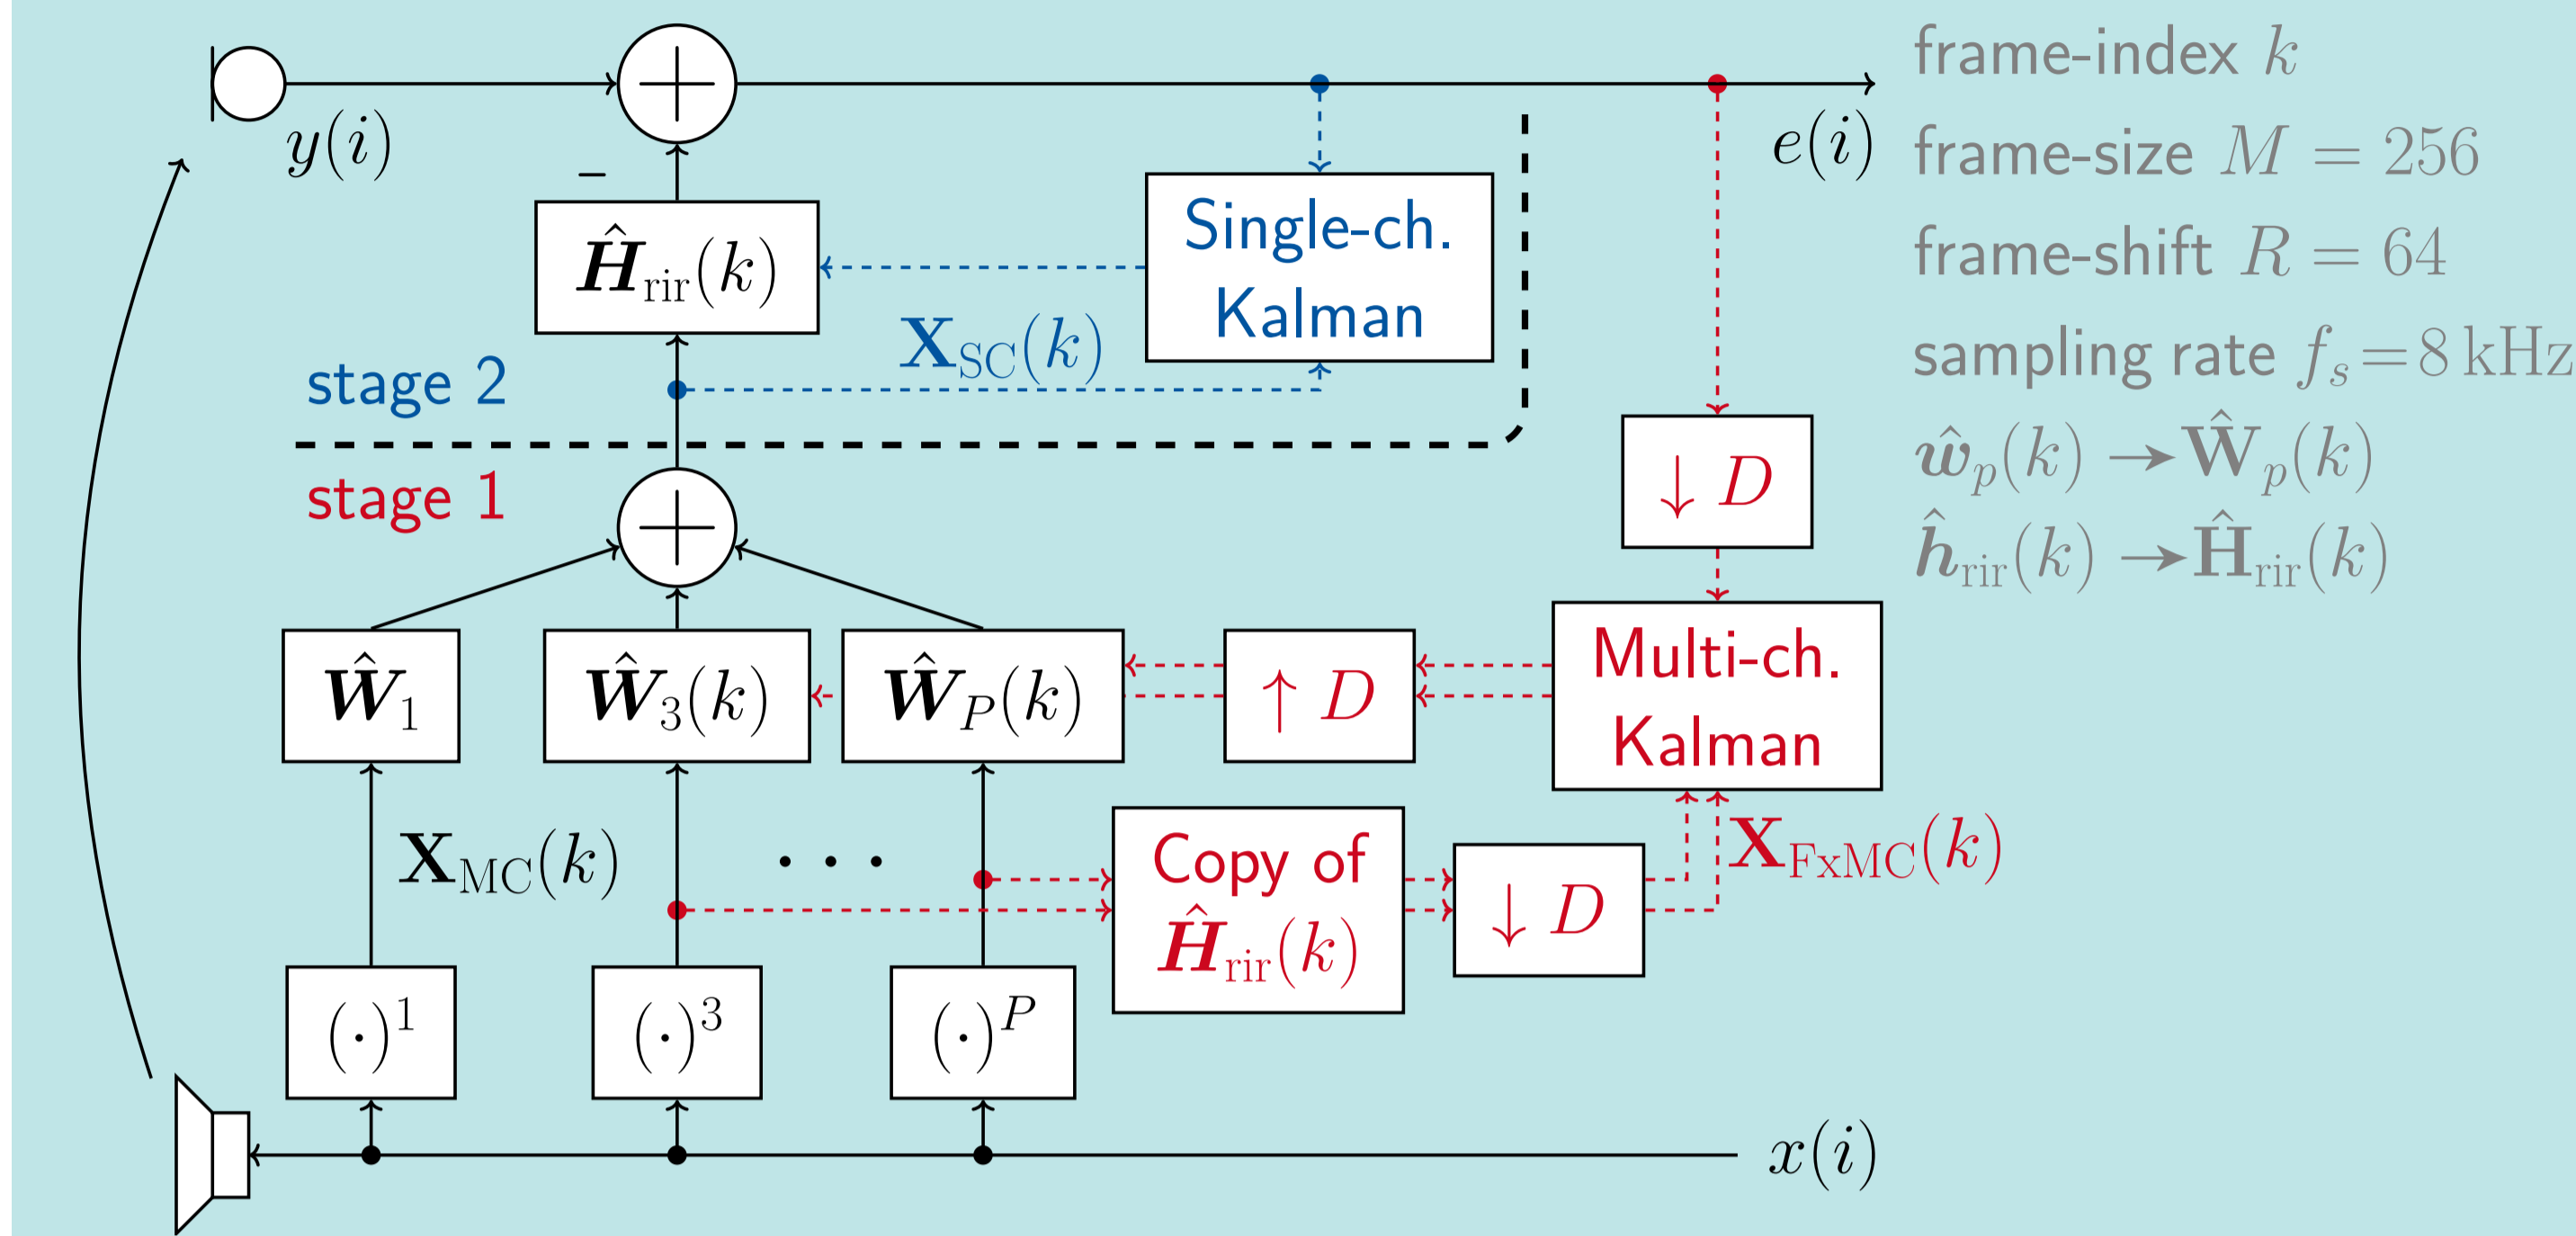 y(i)
e(i)
frame-index k
frame-size M = 256
frame-shift R = 64
sampling rate f_s = 8 kHz
ŵ_p(k) → Ŵ_p(k)
ĥ_rir(k) → Ĥ_rir(k)
−
Ĥ_rir(k)
Single-ch.
Kalman
X_SC(k)
stage 2
stage 1
↓ D
Ŵ_1
Ŵ_3(k)
Ŵ_P(k)
↑ D
Multi-ch.
Kalman
X_MC(k)
· · ·
Copy of
Ĥ_rir(k)
↓ D
X_FxMC(k)
(·)^1
(·)^3
(·)^P
x(i)